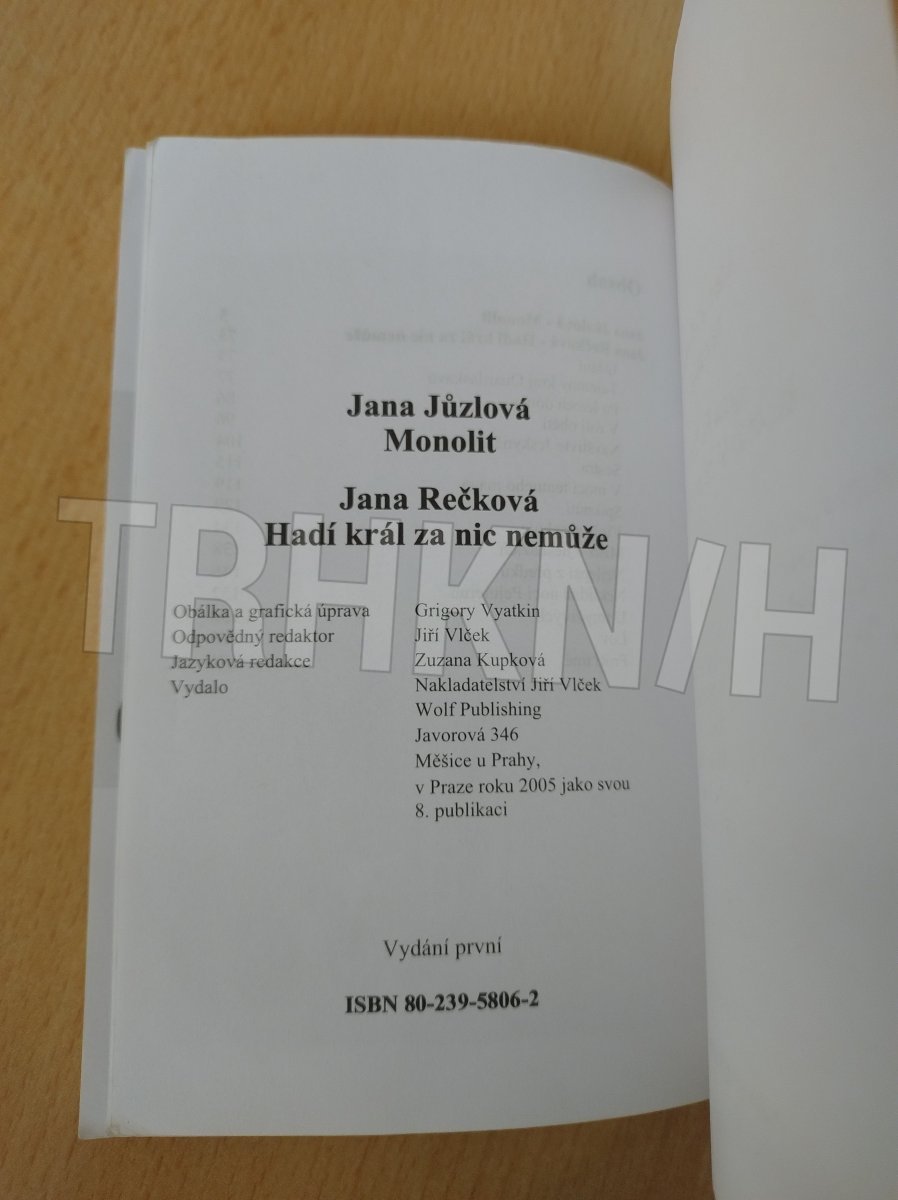 Jana Jůzlová
Monolit
Jana Rečková
Hadí král za nic nemůže
TRHKN/H
Obálka a grafická úprava Grigory Vyatkin
Odpovědný redaktor Jiří Vlček
Jazyková redakce Zuzana Kupková
Vydalo Nakladatelství Jiří Vlček
Wolf Publishing
Javorová 346
Měšice u Prahy,
v Praze roku 2005 jako svou
8. publikaci
Vydání první
ISBN 80-239-5806-2